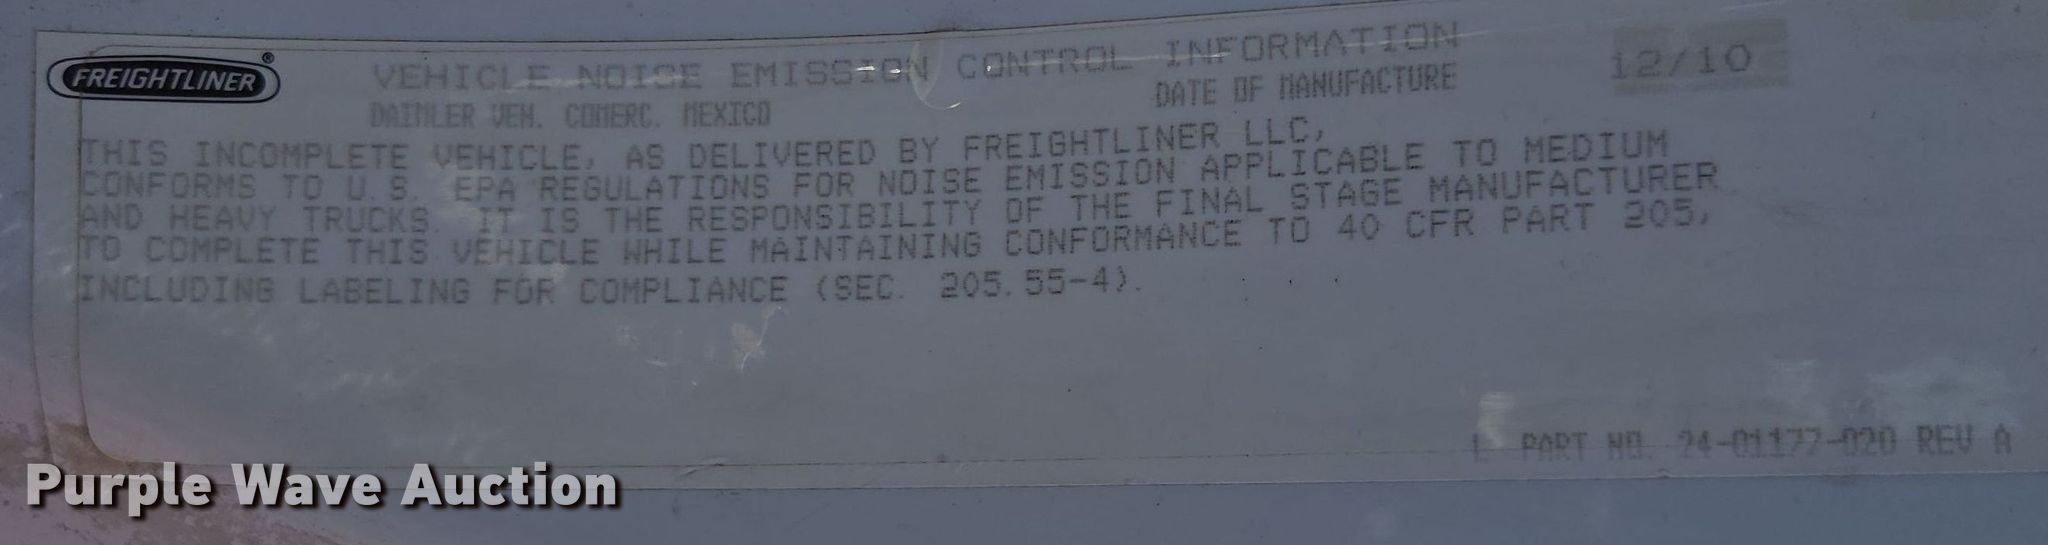 FREIGHTLINER®
VEHICLE NOISE EMISSION CONTROL INFORMATION
DAIMLER VEH. COMERC. MEXICO
DATE OF MANUFACTURE 12/10
THIS INCOMPLETE VEHICLE, AS DELIVERED BY FREIGHTLINER LLC,
CONFORMS TO U.S. EPA REGULATIONS FOR NOISE EMISSION APPLICABLE TO MEDIUM
AND HEAVY TRUCKS. IT IS THE RESPONSIBILITY OF THE FINAL STAGE MANUFACTURER
TO COMPLETE THIS VEHICLE WHILE MAINTAINING CONFORMANCE TO 40 CFR PART 205,
INCLUDING LABELING FOR COMPLIANCE (SEC. 205.55-4).
L PART NO. 24-01177-020 REV A
Purple Wave Auction